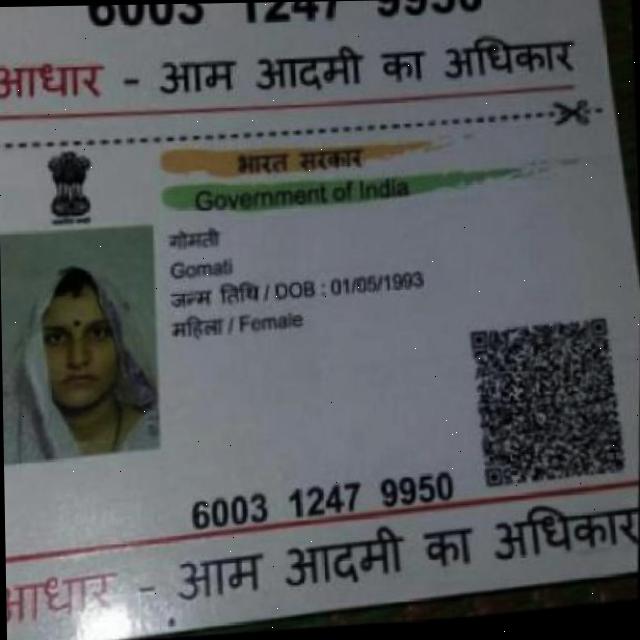 6003 1247 9950
आधार - आम आदमी का अधिकार
भारत सरकार
Government of India
गोमती
Gomati
जन्म तिथि / DOB : 01/05/1993
महिला / Female
6003 1247 9950
आधार - आम आदमी का अधिकार